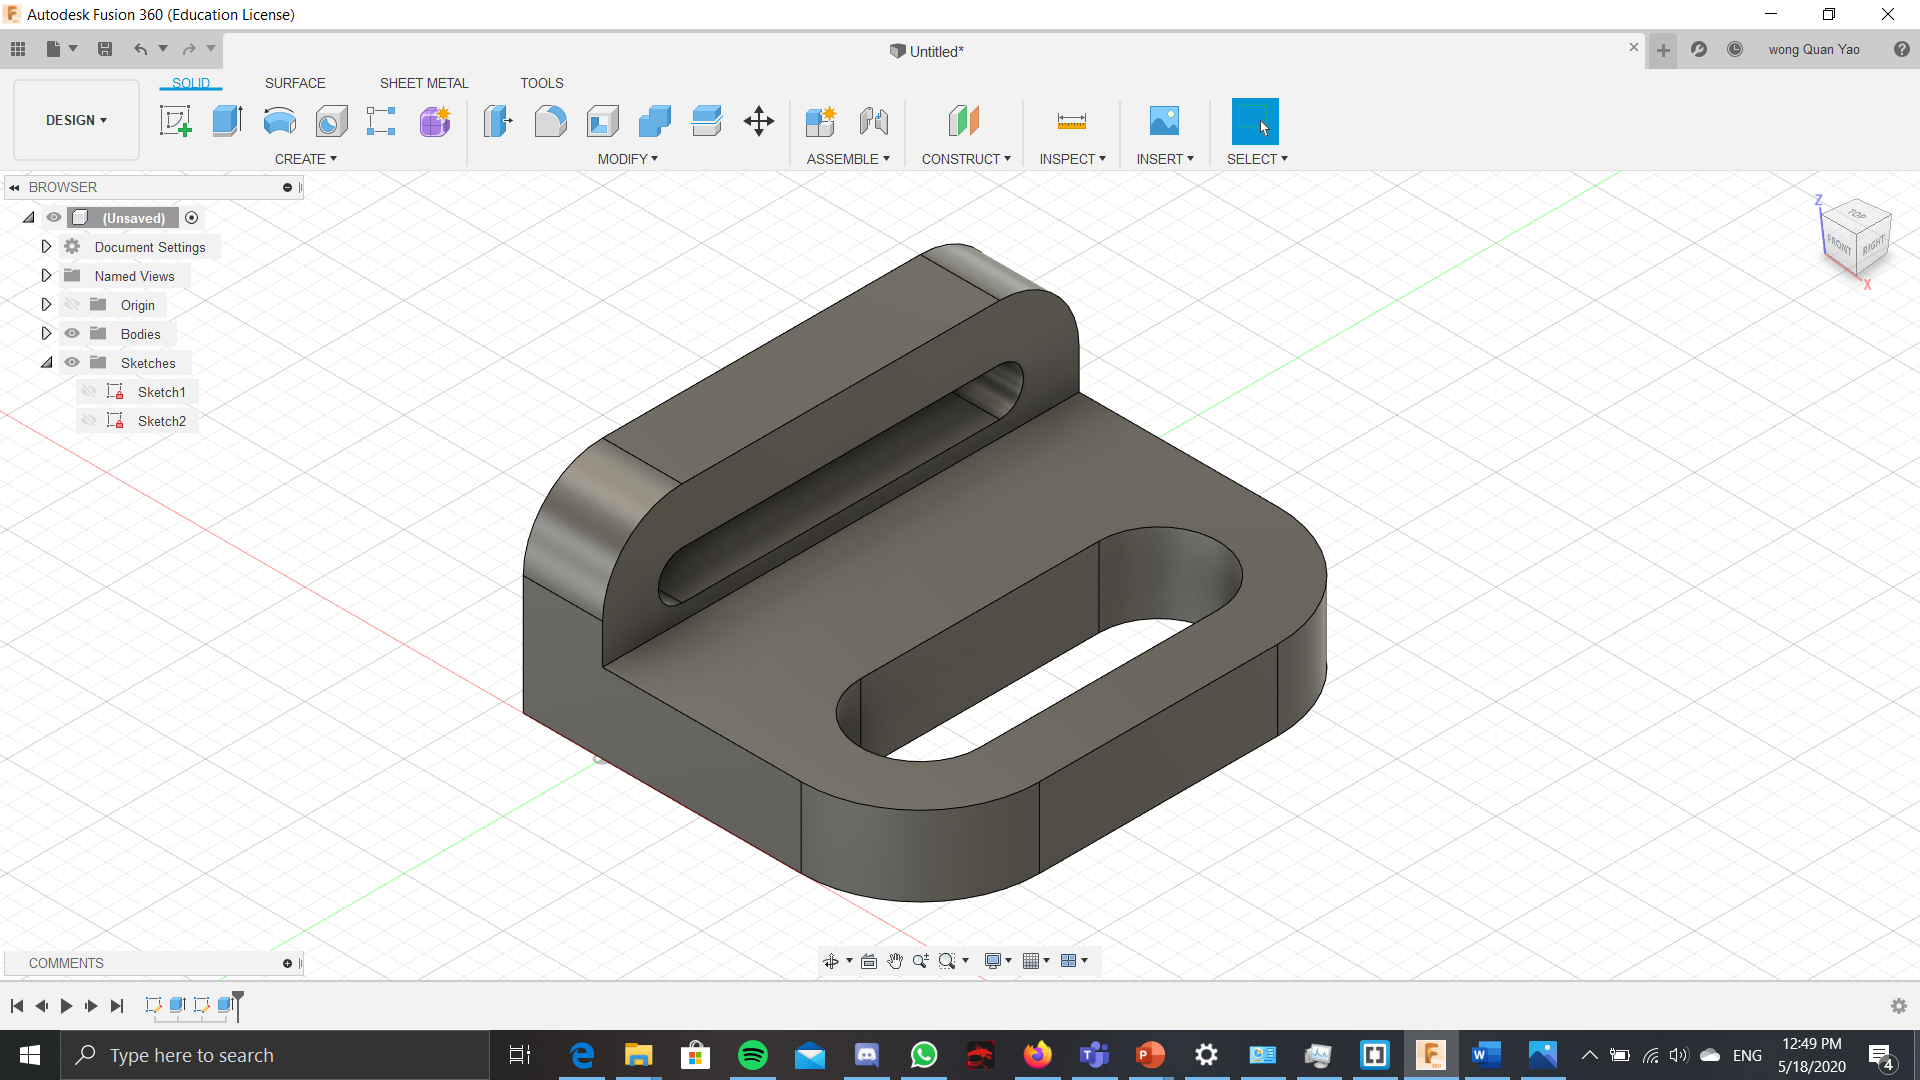 Autodesk Fusion 360 (Education License)
Untitled*
wong Quan Yao
DESIGN
SOLID SURFACE SHEET METAL TOOLS
CREATE MODIFY ASSEMBLE CONSTRUCT INSPECT INSERT SELECT
BROWSER
(Unsaved)
Document Settings
Named Views
Origin
Bodies
Sketches
Sketch1
Sketch2
Z
TOP
FRONT
RIGHT
X
COMMENTS
Type here to search
ENG
12:49 PM
5/18/2020
4